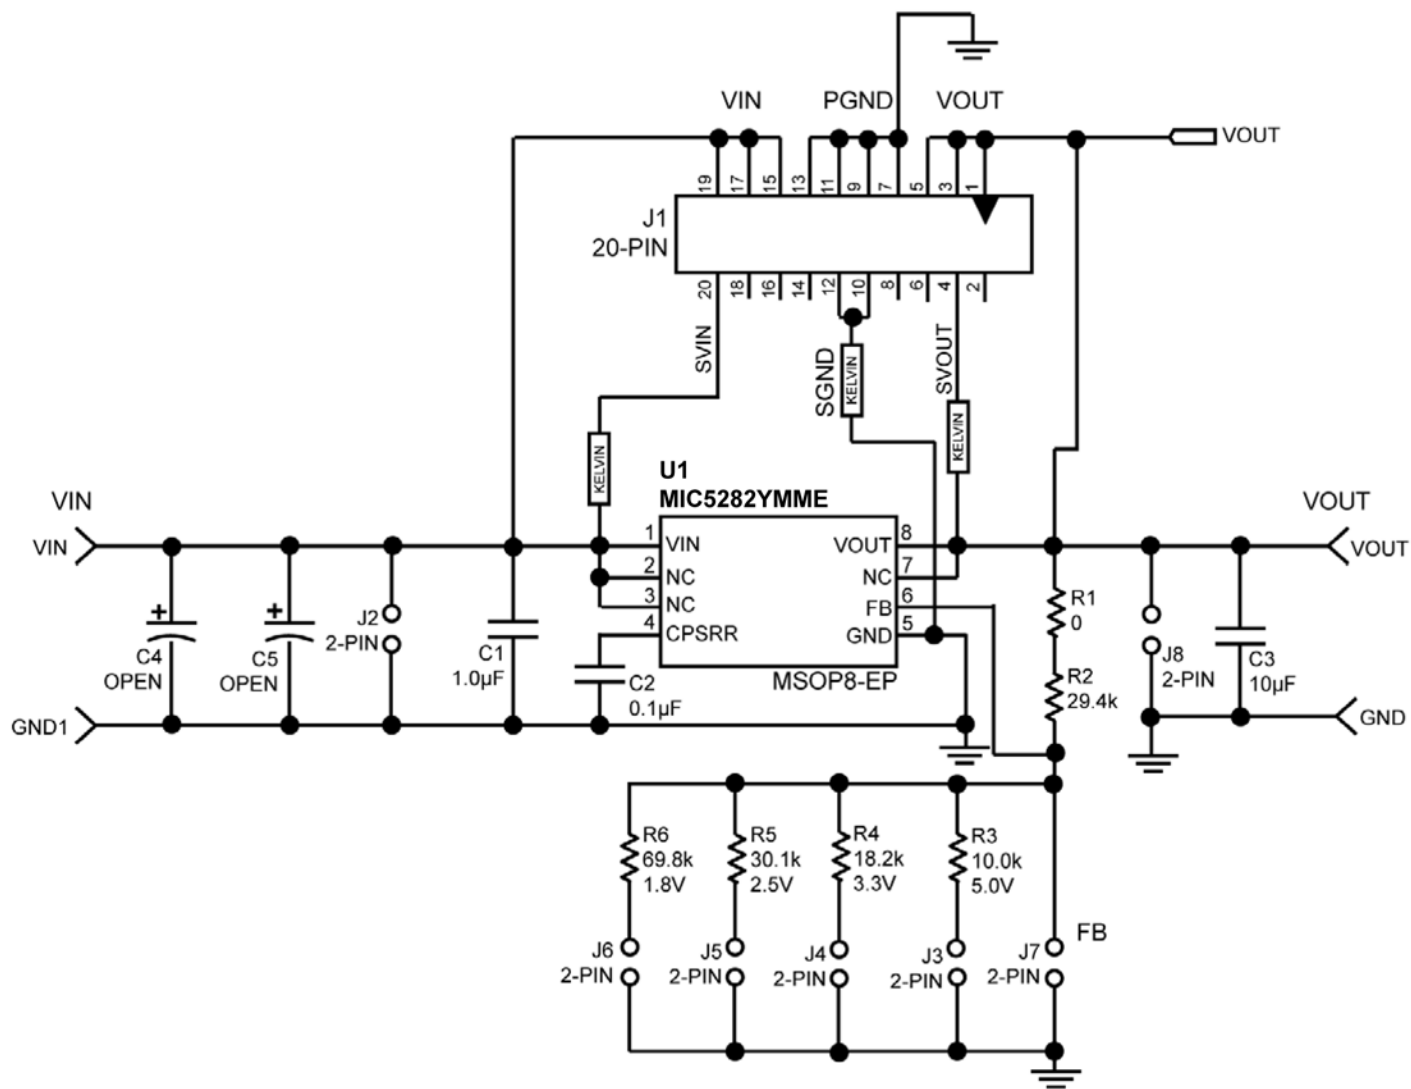 VIN
PGND
VOUT
VOUT
19
17
15
13
11
9
7
5
3
1
J1
20-PIN
20
18
16
14
12
10
8
6
4
2
SVIN
SGND
SVOUT
KELVIN
KELVIN
KELVIN
U1
MIC5282YMME
VIN
VIN
VOUT
VOUT
1
VIN
VOUT
8
2
NC
NC
7
3
NC
FB
6
4
CPSRR
GND
5
MSOP8-EP
+
C4
OPEN
+
C5
OPEN
J2
2-PIN
C1
1.0µF
C2
0.1µF
R1
0
R2
29.4k
J8
2-PIN
C3
10µF
GND1
GND
R6
69.8k
1.8V
R5
30.1k
2.5V
R4
18.2k
3.3V
R3
10.0k
5.0V
FB
J6
2-PIN
J5
2-PIN
J4
2-PIN
J3
2-PIN
J7
2-PIN